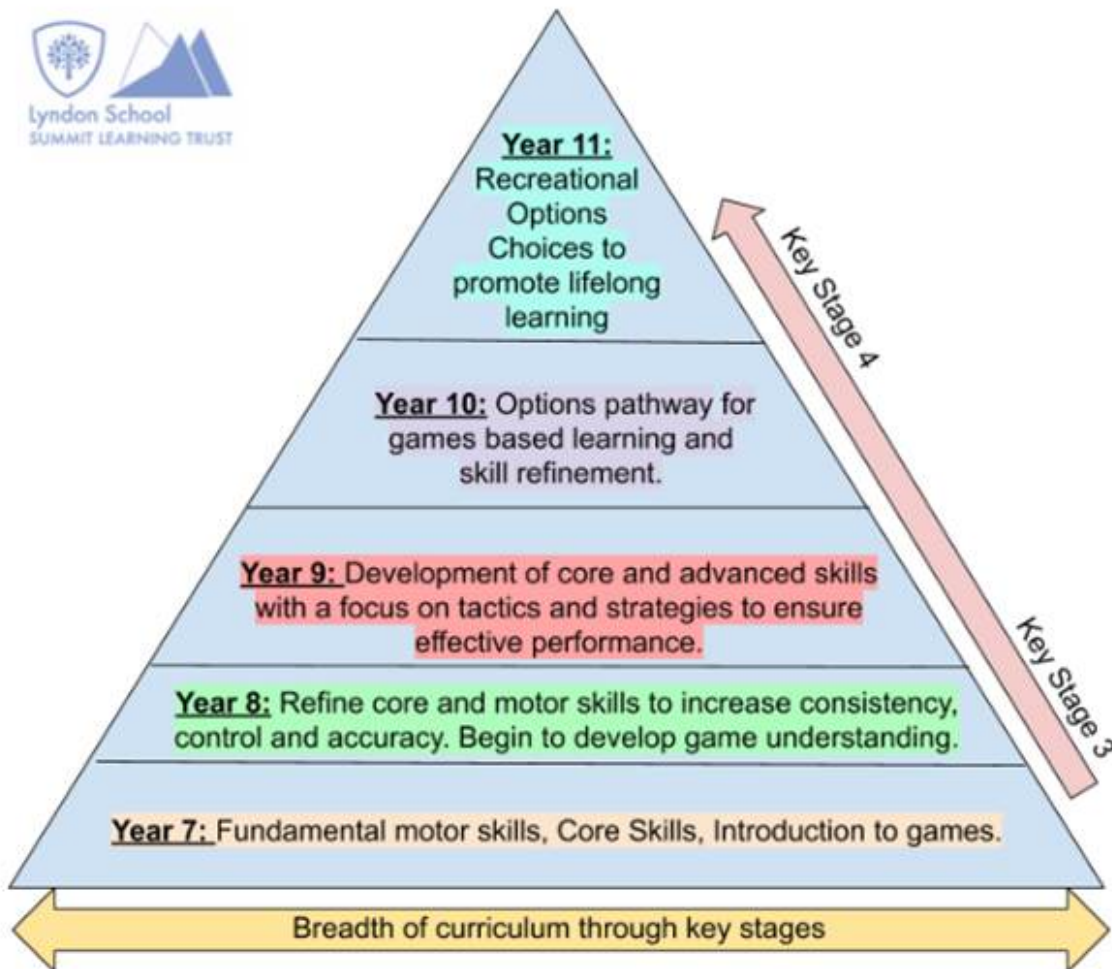 Lyndon School
SUMMIT LEARNING TRUST
Year 11:
Recreational
Options
Choices to
promote lifelong
learning
Key Stage 4
Year 10: Options pathway for
games based learning and
skill refinement.
Year 9: Development of core and advanced skills
with a focus on tactics and strategies to ensure
effective performance.
Key Stage 3
Year 8: Refine core and motor skills to increase consistency,
control and accuracy. Begin to develop game understanding.
Year 7: Fundamental motor skills, Core Skills, Introduction to games.
Breadth of curriculum through key stages